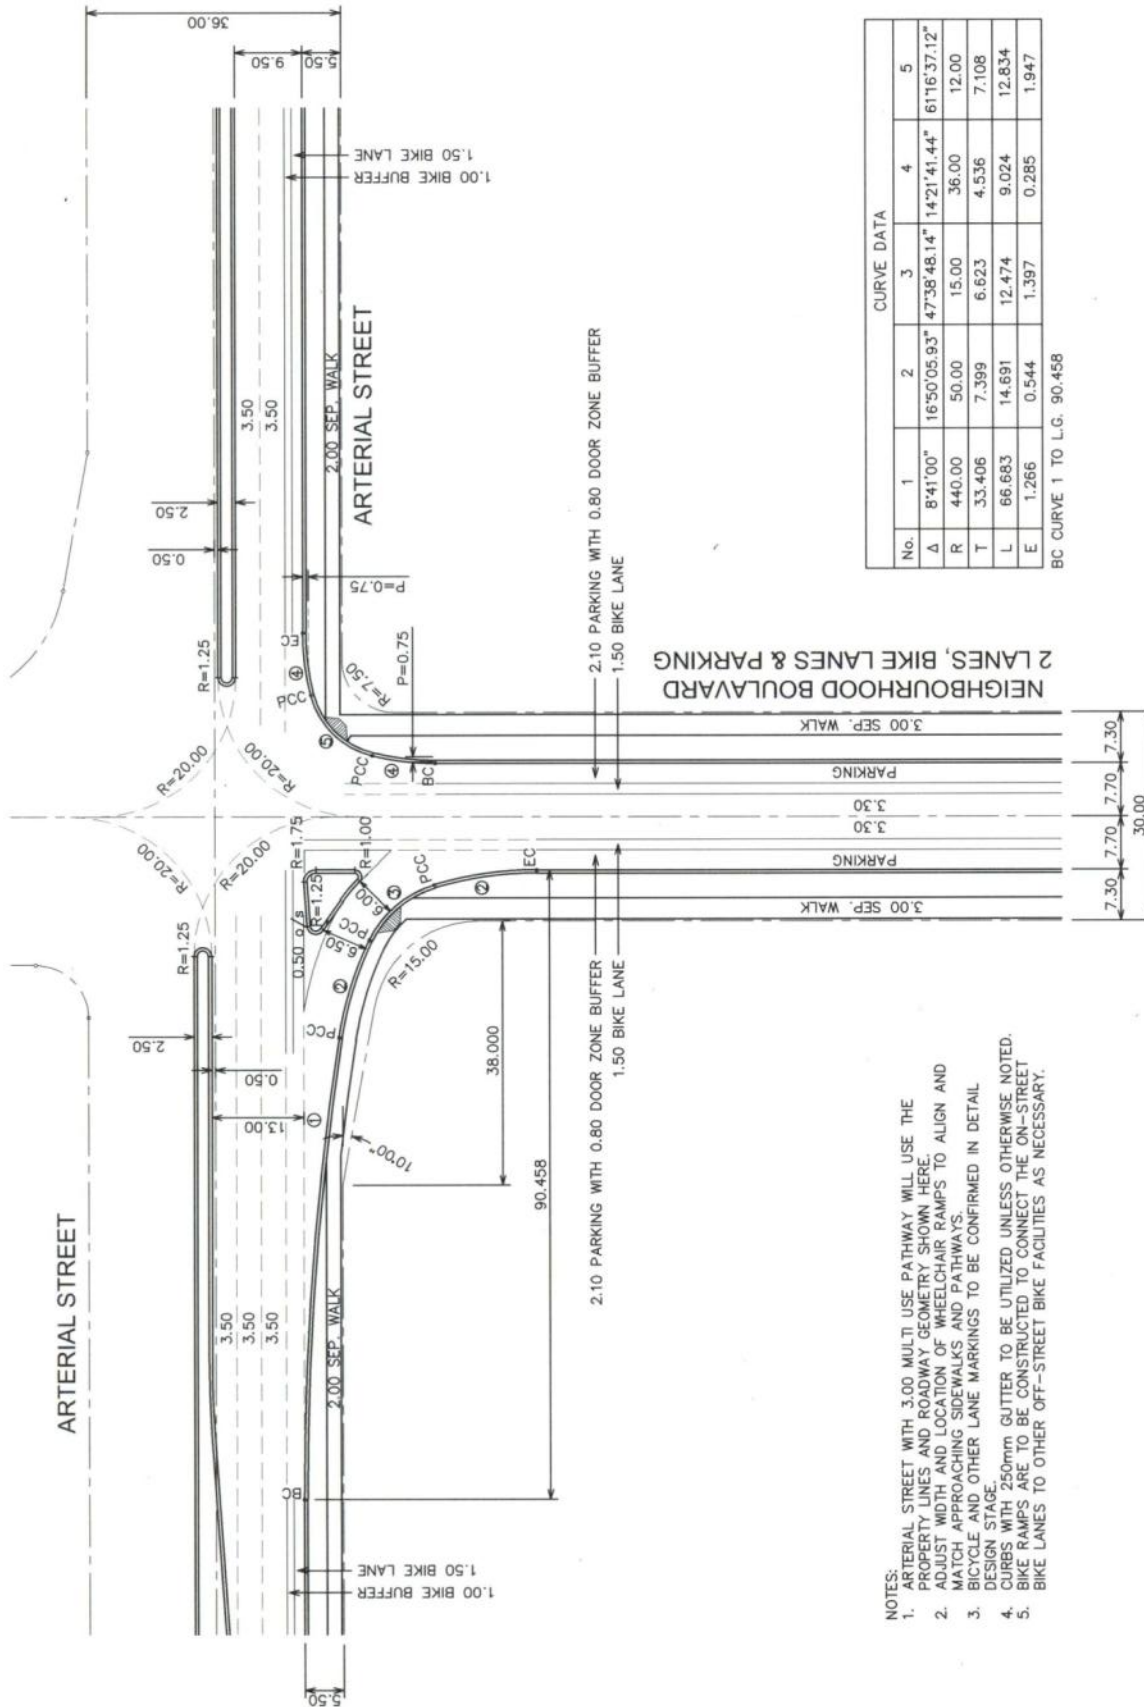 ARTERIAL STREET
ARTERIAL STREET
NEIGHBOURHOOD BOULAVARD
2 LANES, BIKE LANES & PARKING
36.00
9.50
5.50
1.50 BIKE LANE
1.00 BIKE BUFFER
3.50
3.50
2.50
0.50
2.00 SEP. WALK
P=0.75
R=1.25
EC
④
PCC
R=7.50
P=0.75
⑤
PCC
④
BC
R=20.00
R=20.00
R=20.00
R=20.00
R=1.75
R=1.00
R=1.25
0.50 o/s
6.00
6.50
PCC
③
PCC
②
EC
R=15.00
②
PCC
R=1.25
2.50
0.50
13.00
①
10°00"
38.000
90.458
3.50
3.50
3.50
2.00 SEP. WALK
BC
1.50 BIKE LANE
1.00 BIKE BUFFER
5.50
2.10 PARKING WITH 0.80 DOOR ZONE BUFFER
1.50 BIKE LANE
2.10 PARKING WITH 0.80 DOOR ZONE BUFFER
1.50 BIKE LANE
3.00 SEP. WALK
PARKING
3.30
3.30
PARKING
3.00 SEP. WALK
7.30
7.70
7.70
7.30
30.00
CURVE DATA
No. 1 2 3 4 5
Δ 8°41'00" 16°50'05.93" 47°38'48.14" 14°21'41.44" 61°16'37.12"
R 440.00 50.00 15.00 36.00 12.00
T 33.406 7.399 6.623 4.536 7.108
L 66.683 14.691 12.474 9.024 12.834
E 1.266 0.544 1.397 0.285 1.947
BC CURVE 1 TO L.G. 90.458
NOTES:
1. ARTERIAL STREET WITH 3.00 MULTI USE PATHWAY WILL USE THE
PROPERTY LINES AND ROADWAY GEOMETRY SHOWN HERE.
2. ADJUST WIDTH AND LOCATION OF WHEELCHAIR RAMPS TO ALIGN AND
MATCH APPROACHING SIDEWALKS AND PATHWAYS.
3. BICYCLE AND OTHER LANE MARKINGS TO BE CONFIRMED IN DETAIL
DESIGN STAGE.
4. CURBS WITH 250mm GUTTER TO BE UTILIZED UNLESS OTHERWISE NOTED.
5. BIKE RAMPS ARE TO BE CONSTRUCTED TO CONNECT THE ON-STREET
BIKE LANES TO OTHER OFF-STREET BIKE FACILITIES AS NECESSARY.